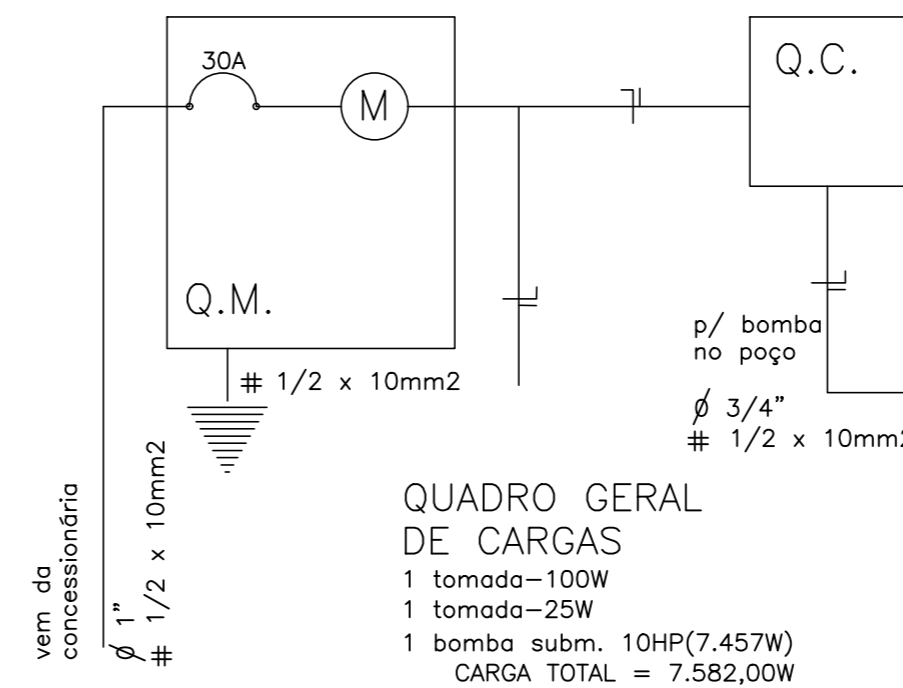 30A
M
Q.M.
Q.C.
# 1/2 x 10mm2
p/ bomba
no poço
ø 3/4"
# 1/2 x 10mm2
vem da
concessionária
ø 1"
# 1/2 x 10mm2
QUADRO GERAL
DE CARGAS
1 tomada-100W
1 tomada-25W
1 bomba subm. 10HP(7.457W)
CARGA TOTAL = 7.582,00W